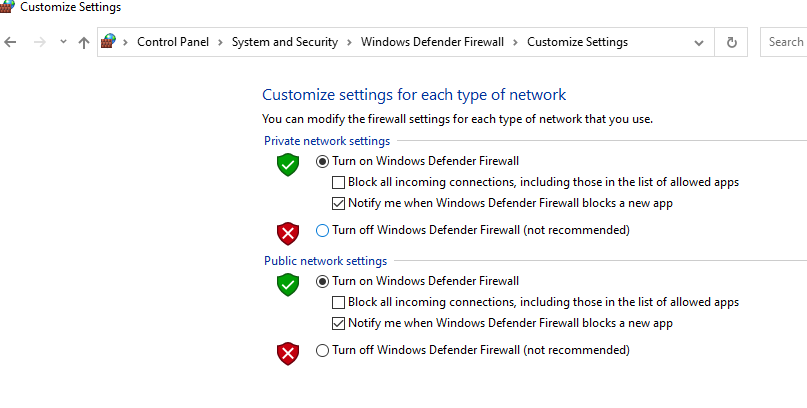 Customize Settings
Control Panel > System and Security > Windows Defender Firewall > Customize Settings
Search
Customize settings for each type of network
You can modify the firewall settings for each type of network that you use.
Private network settings
Turn on Windows Defender Firewall
Block all incoming connections, including those in the list of allowed apps
Notify me when Windows Defender Firewall blocks a new app
Turn off Windows Defender Firewall (not recommended)
Public network settings
Turn on Windows Defender Firewall
Block all incoming connections, including those in the list of allowed apps
Notify me when Windows Defender Firewall blocks a new app
Turn off Windows Defender Firewall (not recommended)